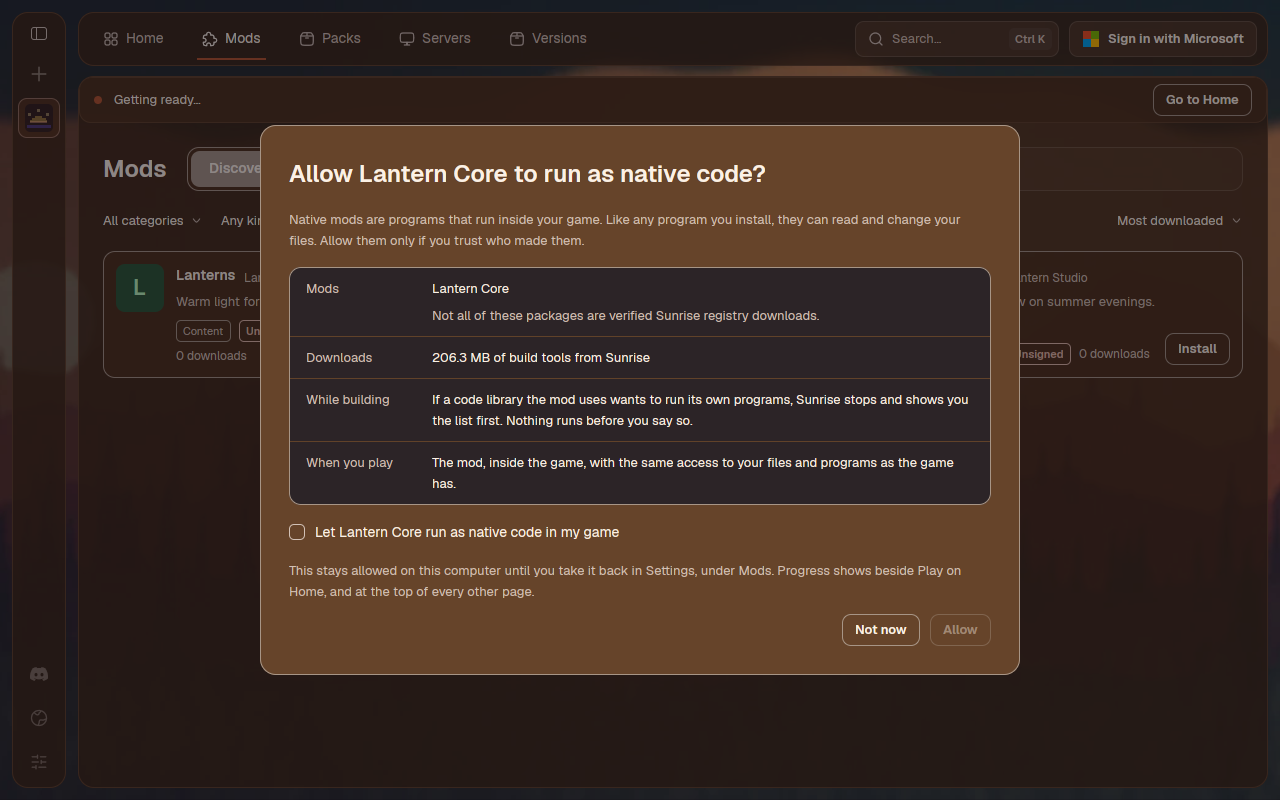 Home
Mods
Packs
Servers
Versions
Search...
Ctrl K
Sign in with Microsoft
Getting ready...
Go to Home
Mods
Discove
All categories
Any kin
Most downloaded
L
Lanterns
Lan
Warm light for
Content
Un
0 downloads
ntern Studio
w on summer evenings.
nsigned
0 downloads
Install
Allow Lantern Core to run as native code?
Native mods are programs that run inside your game. Like any program you install, they can read and change your
files. Allow them only if you trust who made them.
Mods
Lantern Core
Not all of these packages are verified Sunrise registry downloads.
Downloads
206.3 MB of build tools from Sunrise
While building
If a code library the mod uses wants to run its own programs, Sunrise stops and shows you
the list first. Nothing runs before you say so.
When you play
The mod, inside the game, with the same access to your files and programs as the game
has.
Let Lantern Core run as native code in my game
This stays allowed on this computer until you take it back in Settings, under Mods. Progress shows beside Play on
Home, and at the top of every other page.
Not now
Allow